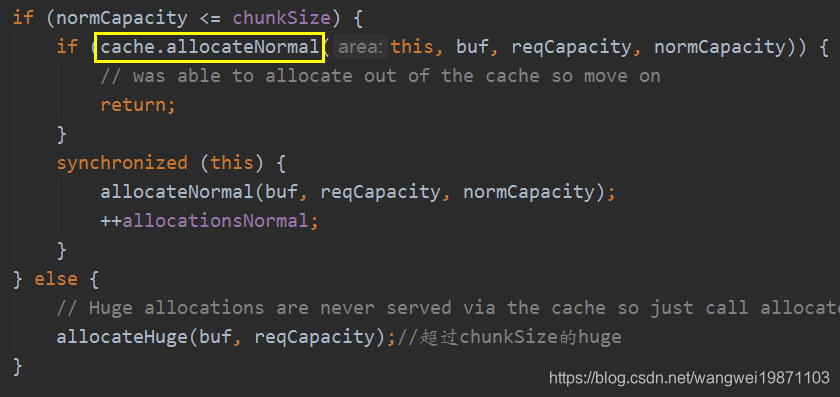 if (normCapacity <= chunkSize) {
if (cache.allocateNormal( area: this, buf, reqCapacity, normCapacity)) {
// was able to allocate out of the cache so move on
return;
}
synchronized (this) {
allocateNormal(buf, reqCapacity, normCapacity);
++allocationsNormal;
}
} else {
// Huge allocations are never served via the cache so just call allocat
allocateHuge(buf, reqCapacity);//超过chunkSize的huge
}
https://blog.csdn.net/wangwei19871103